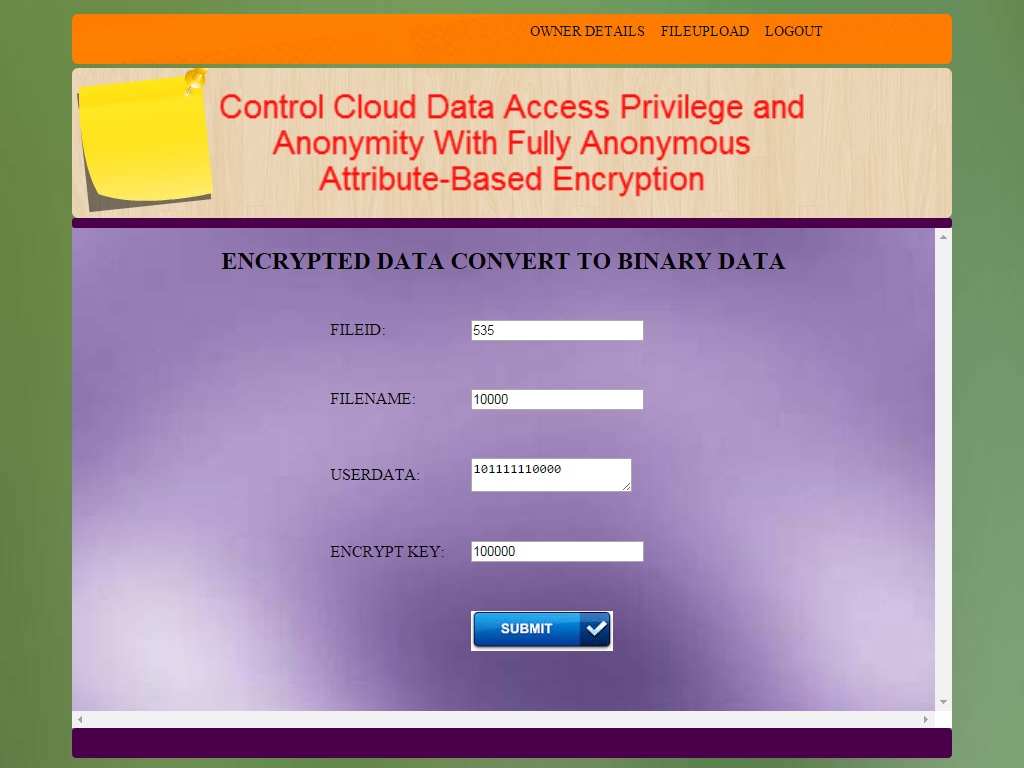 OWNER DETAILS FILEUPLOAD LOGOUT
Control Cloud Data Access Privilege and
Anonymity With Fully Anonymous
Attribute-Based Encryption
ENCRYPTED DATA CONVERT TO BINARY DATA
FILEID: 535
FILENAME: 10000
USERDATA: 101111110000
ENCRYPT KEY: 100000
SUBMIT